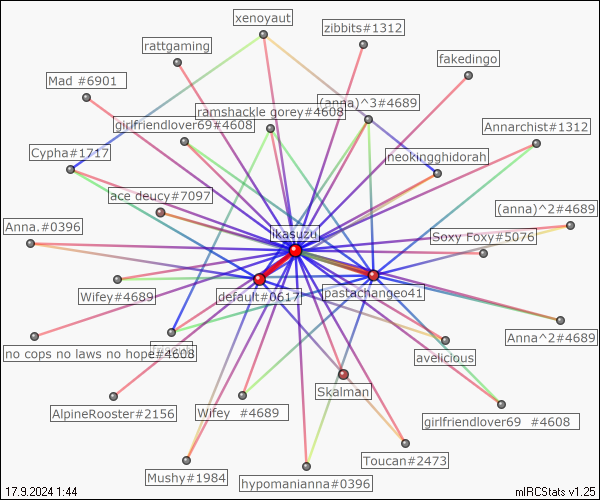 xenoyaut
zibbits#1312
rattgaming
fakedingo
Mad #6901
(anna)^3#4689
ramshackle gorey#4608
girlfriendlover69#4608
Annarchist#1312
Cypha#1717
neokingghidorah
ace deucy#7097
(anna)^2#4689
Anna.#0396
ikasuzu
Soxy Foxy#5076
Wifey#4689
default#0617
pastachangeo41
Anna^2#4689
no cops no laws no hope#4608
avelicious
Skalman
AlpineRooster#2156
Wifey #4689
girlfriendlover69 #4608
Toucan#2473
Mushy#1984
hypomanianna#0396
17.9.2024 1:44
mIRCStats v1.25